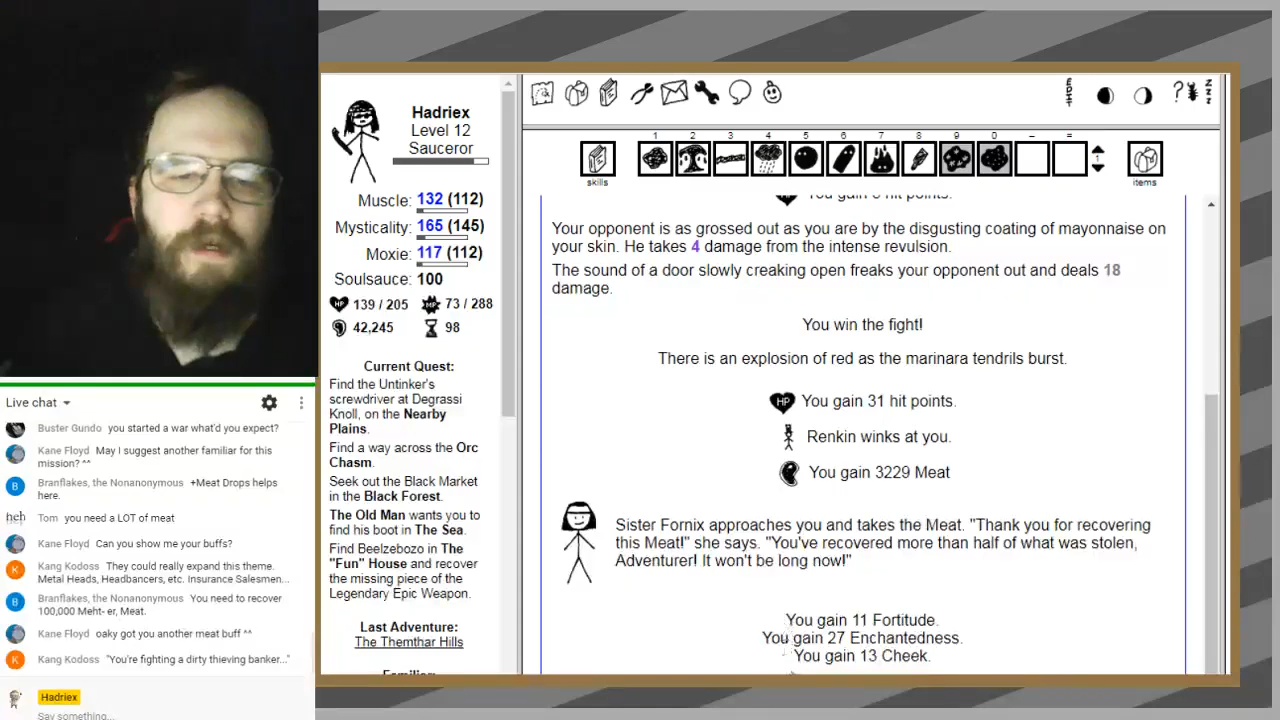 Hadriex
Level 12
Sauceror
Muscle: 132 (112)
Mysticality: 165 (145)
Moxie: 117 (112)
Soulsauce: 100
HP 139 / 205 MP 73 / 288
42,245 98
Current Quest:
Find the Untinker's
screwdriver at Degrassi
Knoll, on the Nearby
Plains.
Find a way across the Orc
Chasm.
Seek out the Black Market
in the Black Forest.
The Old Man wants you to
find his boot in The Sea.
Find Beelzebozo in The
"Fun" House and recover
the missing piece of the
Legendary Epic Weapon.
Last Adventure:
The Themthar Hills
EDIT
? Z Z Z
1 2 3 4 5 6 7 8 9 0 – =
skills
1
items
Your opponent is as grossed out as you are by the disgusting coating of mayonnaise on
your skin. He takes 4 damage from the intense revulsion.
The sound of a door slowly creaking open freaks your opponent out and deals 18
damage.
You win the fight!
There is an explosion of red as the marinara tendrils burst.
HP You gain 31 hit points.
Renkin winks at you.
You gain 3229 Meat
Sister Fornix approaches you and takes the Meat. "Thank you for recovering
this Meat!" she says. "You've recovered more than half of what was stolen,
Adventurer! It won't be long now!"
You gain 11 Fortitude.
You gain 27 Enchantedness.
You gain 13 Cheek.
Live chat
Buster Gundo you started a war what'd you expect?
Kane Floyd May I suggest another familiar for this
mission? ^^
B Branflakes, the Nonanonymous +Meat Drops helps
here.
heh Tom you need a LOT of meat
Kane Floyd Can you show me your buffs?
K Kang Kodoss They could really expand this theme.
Metal Heads, Headbancers, etc. Insurance Salesmen...
B Branflakes, the Nonanonymous You need to recover
100,000 Meht- er, Meat.
Kane Floyd oaky got you another meat buff ^^
K Kang Kodoss "You're fighting a dirty thieving banker..."
Hadriex
Say something...